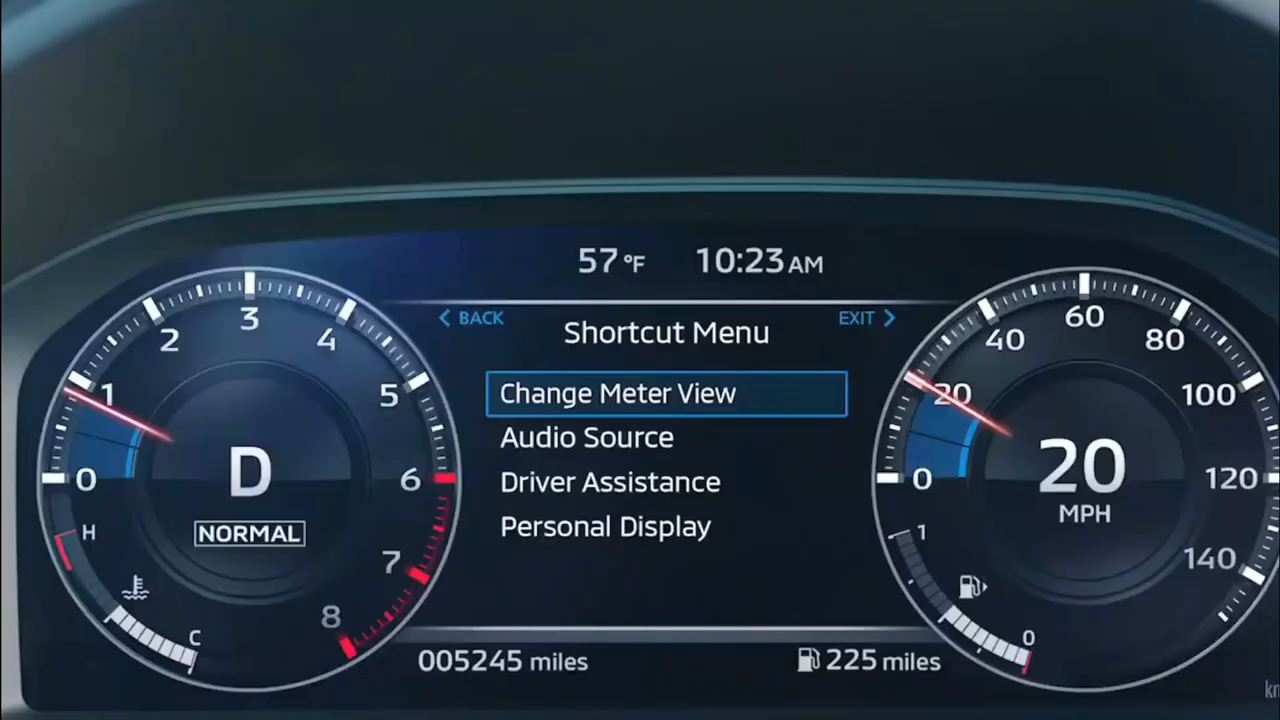 57 °F 10:23 AM
BACK
EXIT
Shortcut Menu
Change Meter View
Audio Source
Driver Assistance
Personal Display
0
1
2
3
4
5
6
7
8
D
NORMAL
H
C
0
20
40
60
80
100
120
140
20
MPH
1
0
005245 miles
225 miles